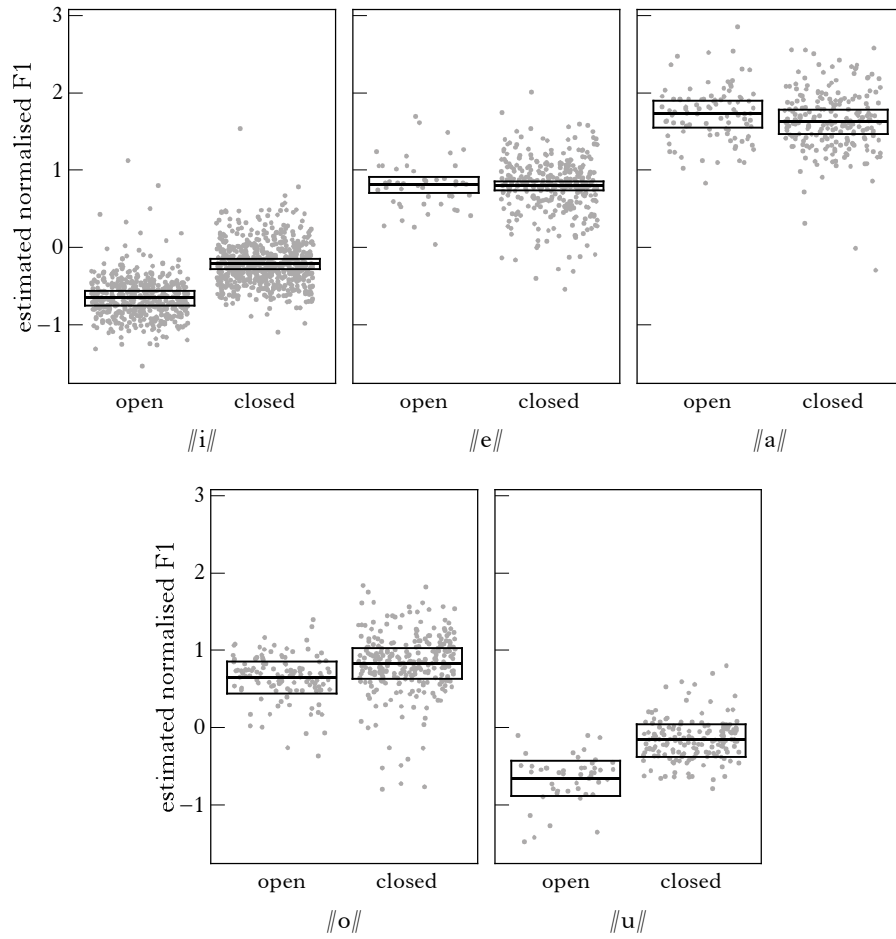 3
2
1
0
−1
estimated normalised F1
open closed open closed open closed
//i// //e// //a//
3
2
1
0
−1
estimated normalised F1
open closed open closed
//o// //u//